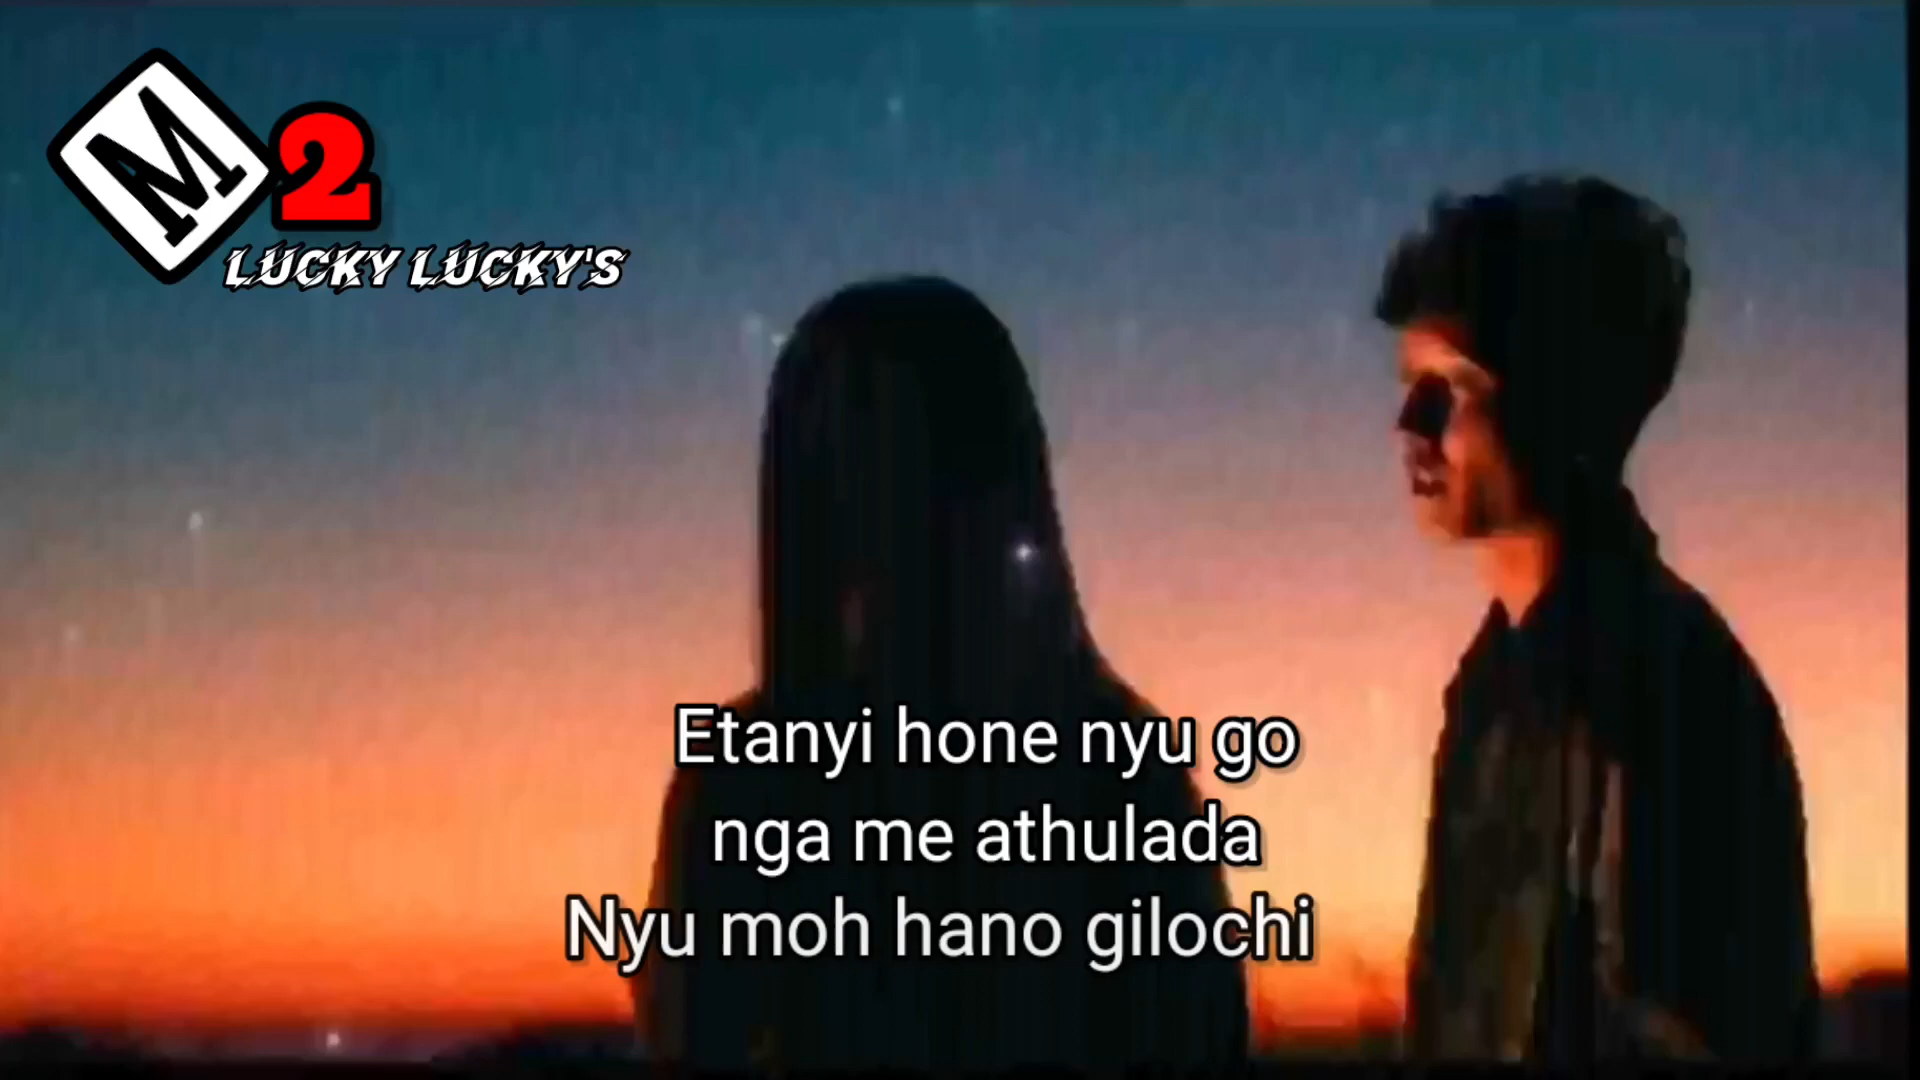 M2
LUCKY LUCKY'S
Etanyi hone nyu go
nga me athulada
Nyu moh hano gilochi